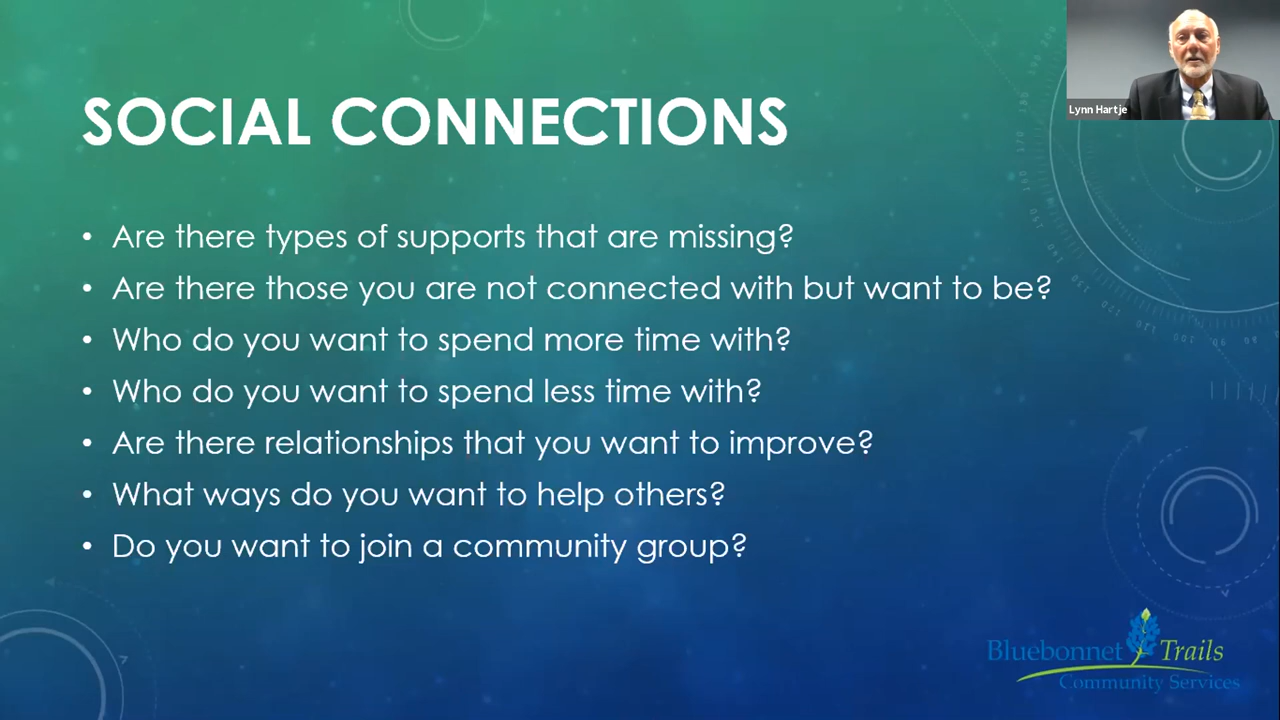 Lynn Hartje
SOCIAL CONNECTIONS
• Are there types of supports that are missing?
• Are there those you are not connected with but want to be?
• Who do you want to spend more time with?
• Who do you want to spend less time with?
• Are there relationships that you want to improve?
• What ways do you want to help others?
• Do you want to join a community group?
Bluebonnet Trails
Community Services